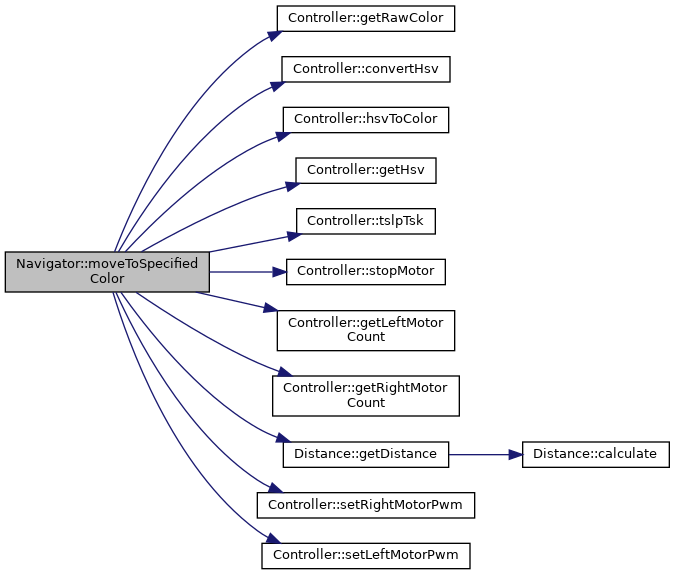 Controller::getRawColor
Controller::convertHsv
Controller::hsvToColor
Controller::getHsv
Controller::tslpTsk
Navigator::moveToSpecified
Color
Controller::stopMotor
Controller::getLeftMotor
Count
Controller::getRightMotor
Count
Distance::getDistance
Distance::calculate
Controller::setRightMotorPwm
Controller::setLeftMotorPwm